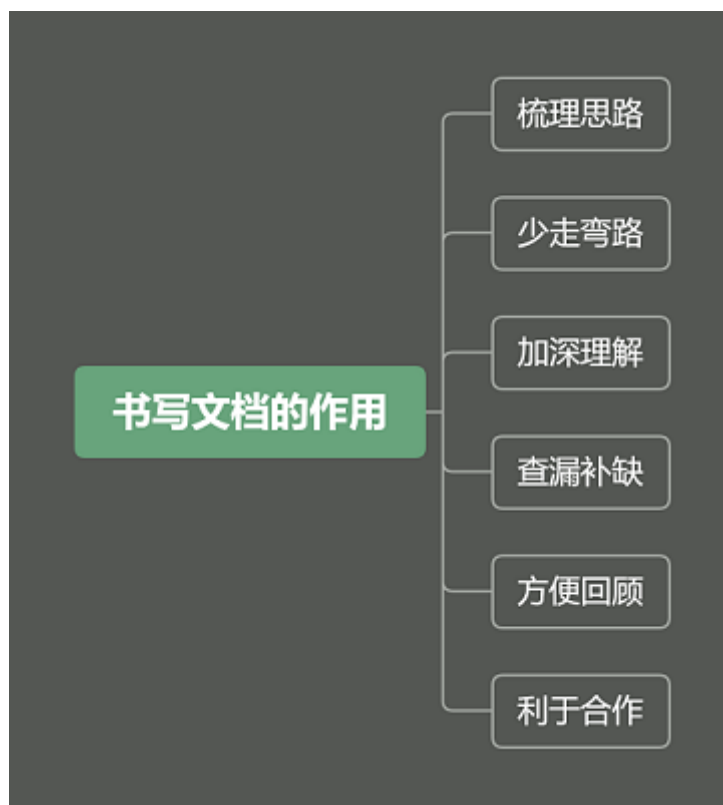 书写文档的作用
梳理思路
少走弯路
加深理解
查漏补缺
方便回顾
利于合作